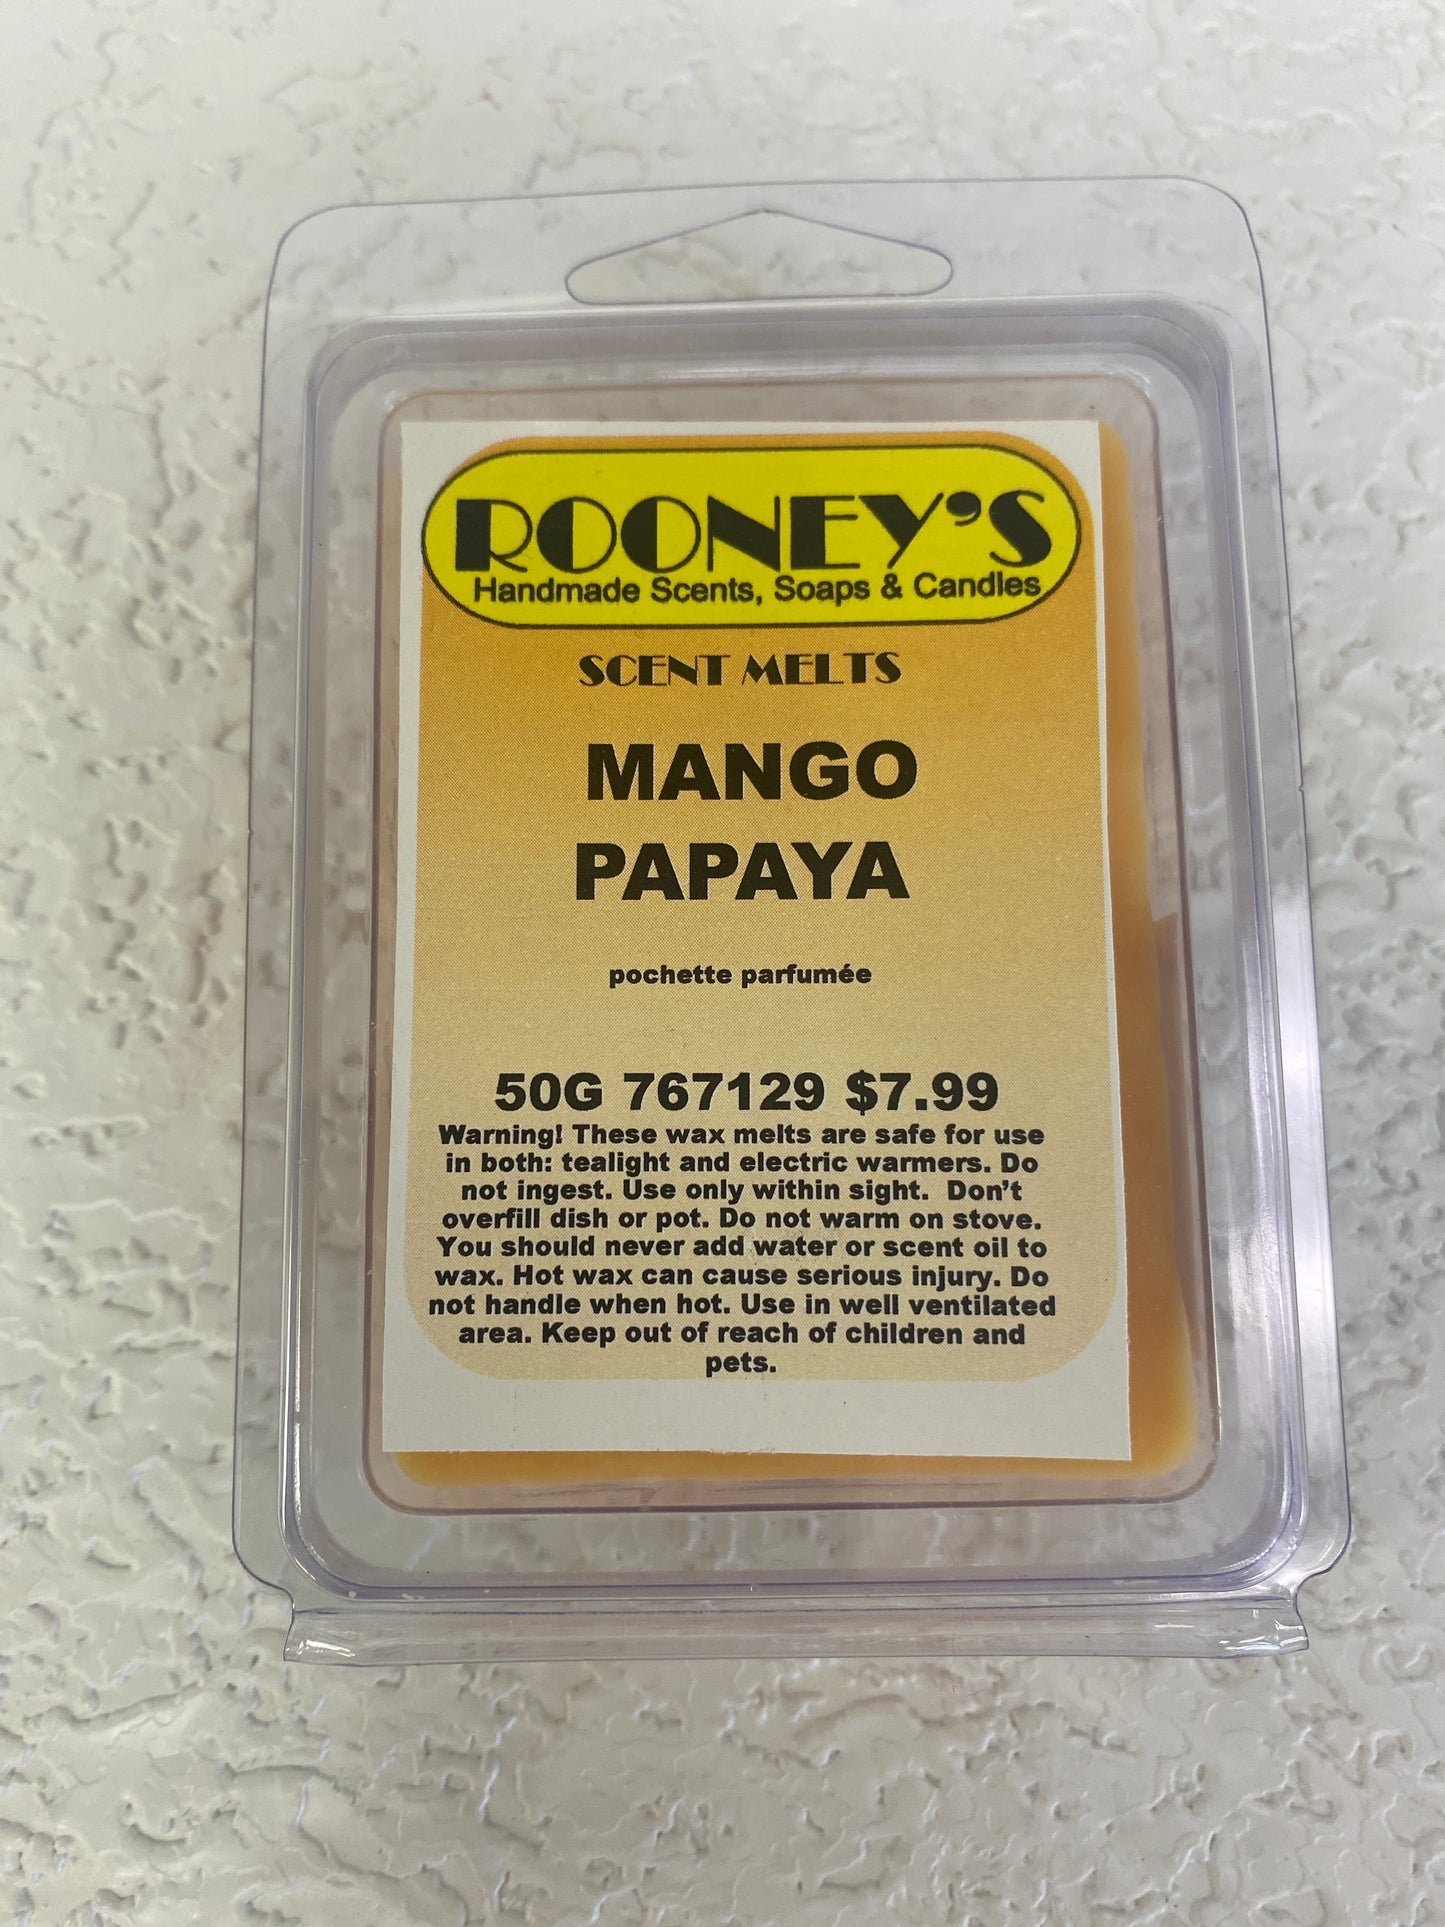 ROONEY'S
Handmade Scents, Soaps & Candles
SCENT MELTS
MANGO
PAPAYA
pochette parfumée
50G 767129 $7.99
Warning! These wax melts are safe for use
in both: tealight and electric warmers. Do
not ingest. Use only within sight. Don't
overfill dish or pot. Do not warm on stove.
You should never add water or scent oil to
wax. Hot wax can cause serious injury. Do
not handle when hot. Use in well ventilated
area. Keep out of reach of children and
pets.